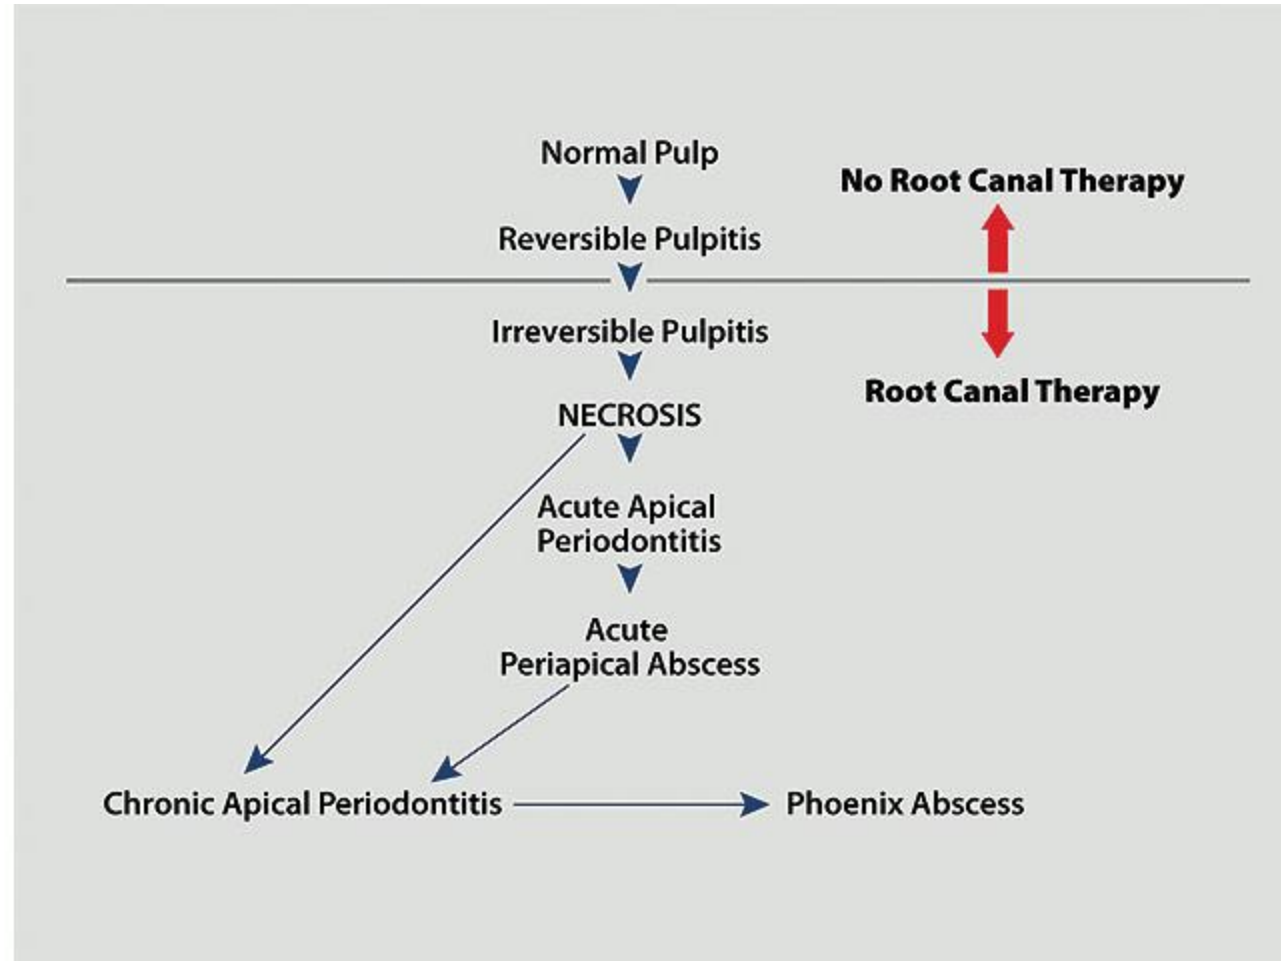 Normal Pulp
No Root Canal Therapy
Reversible Pulpitis
Irreversible Pulpitis
Root Canal Therapy
NECROSIS
Acute Apical
Periodontitis
Acute
Periapical Abscess
Chronic Apical Periodontitis
Phoenix Abscess